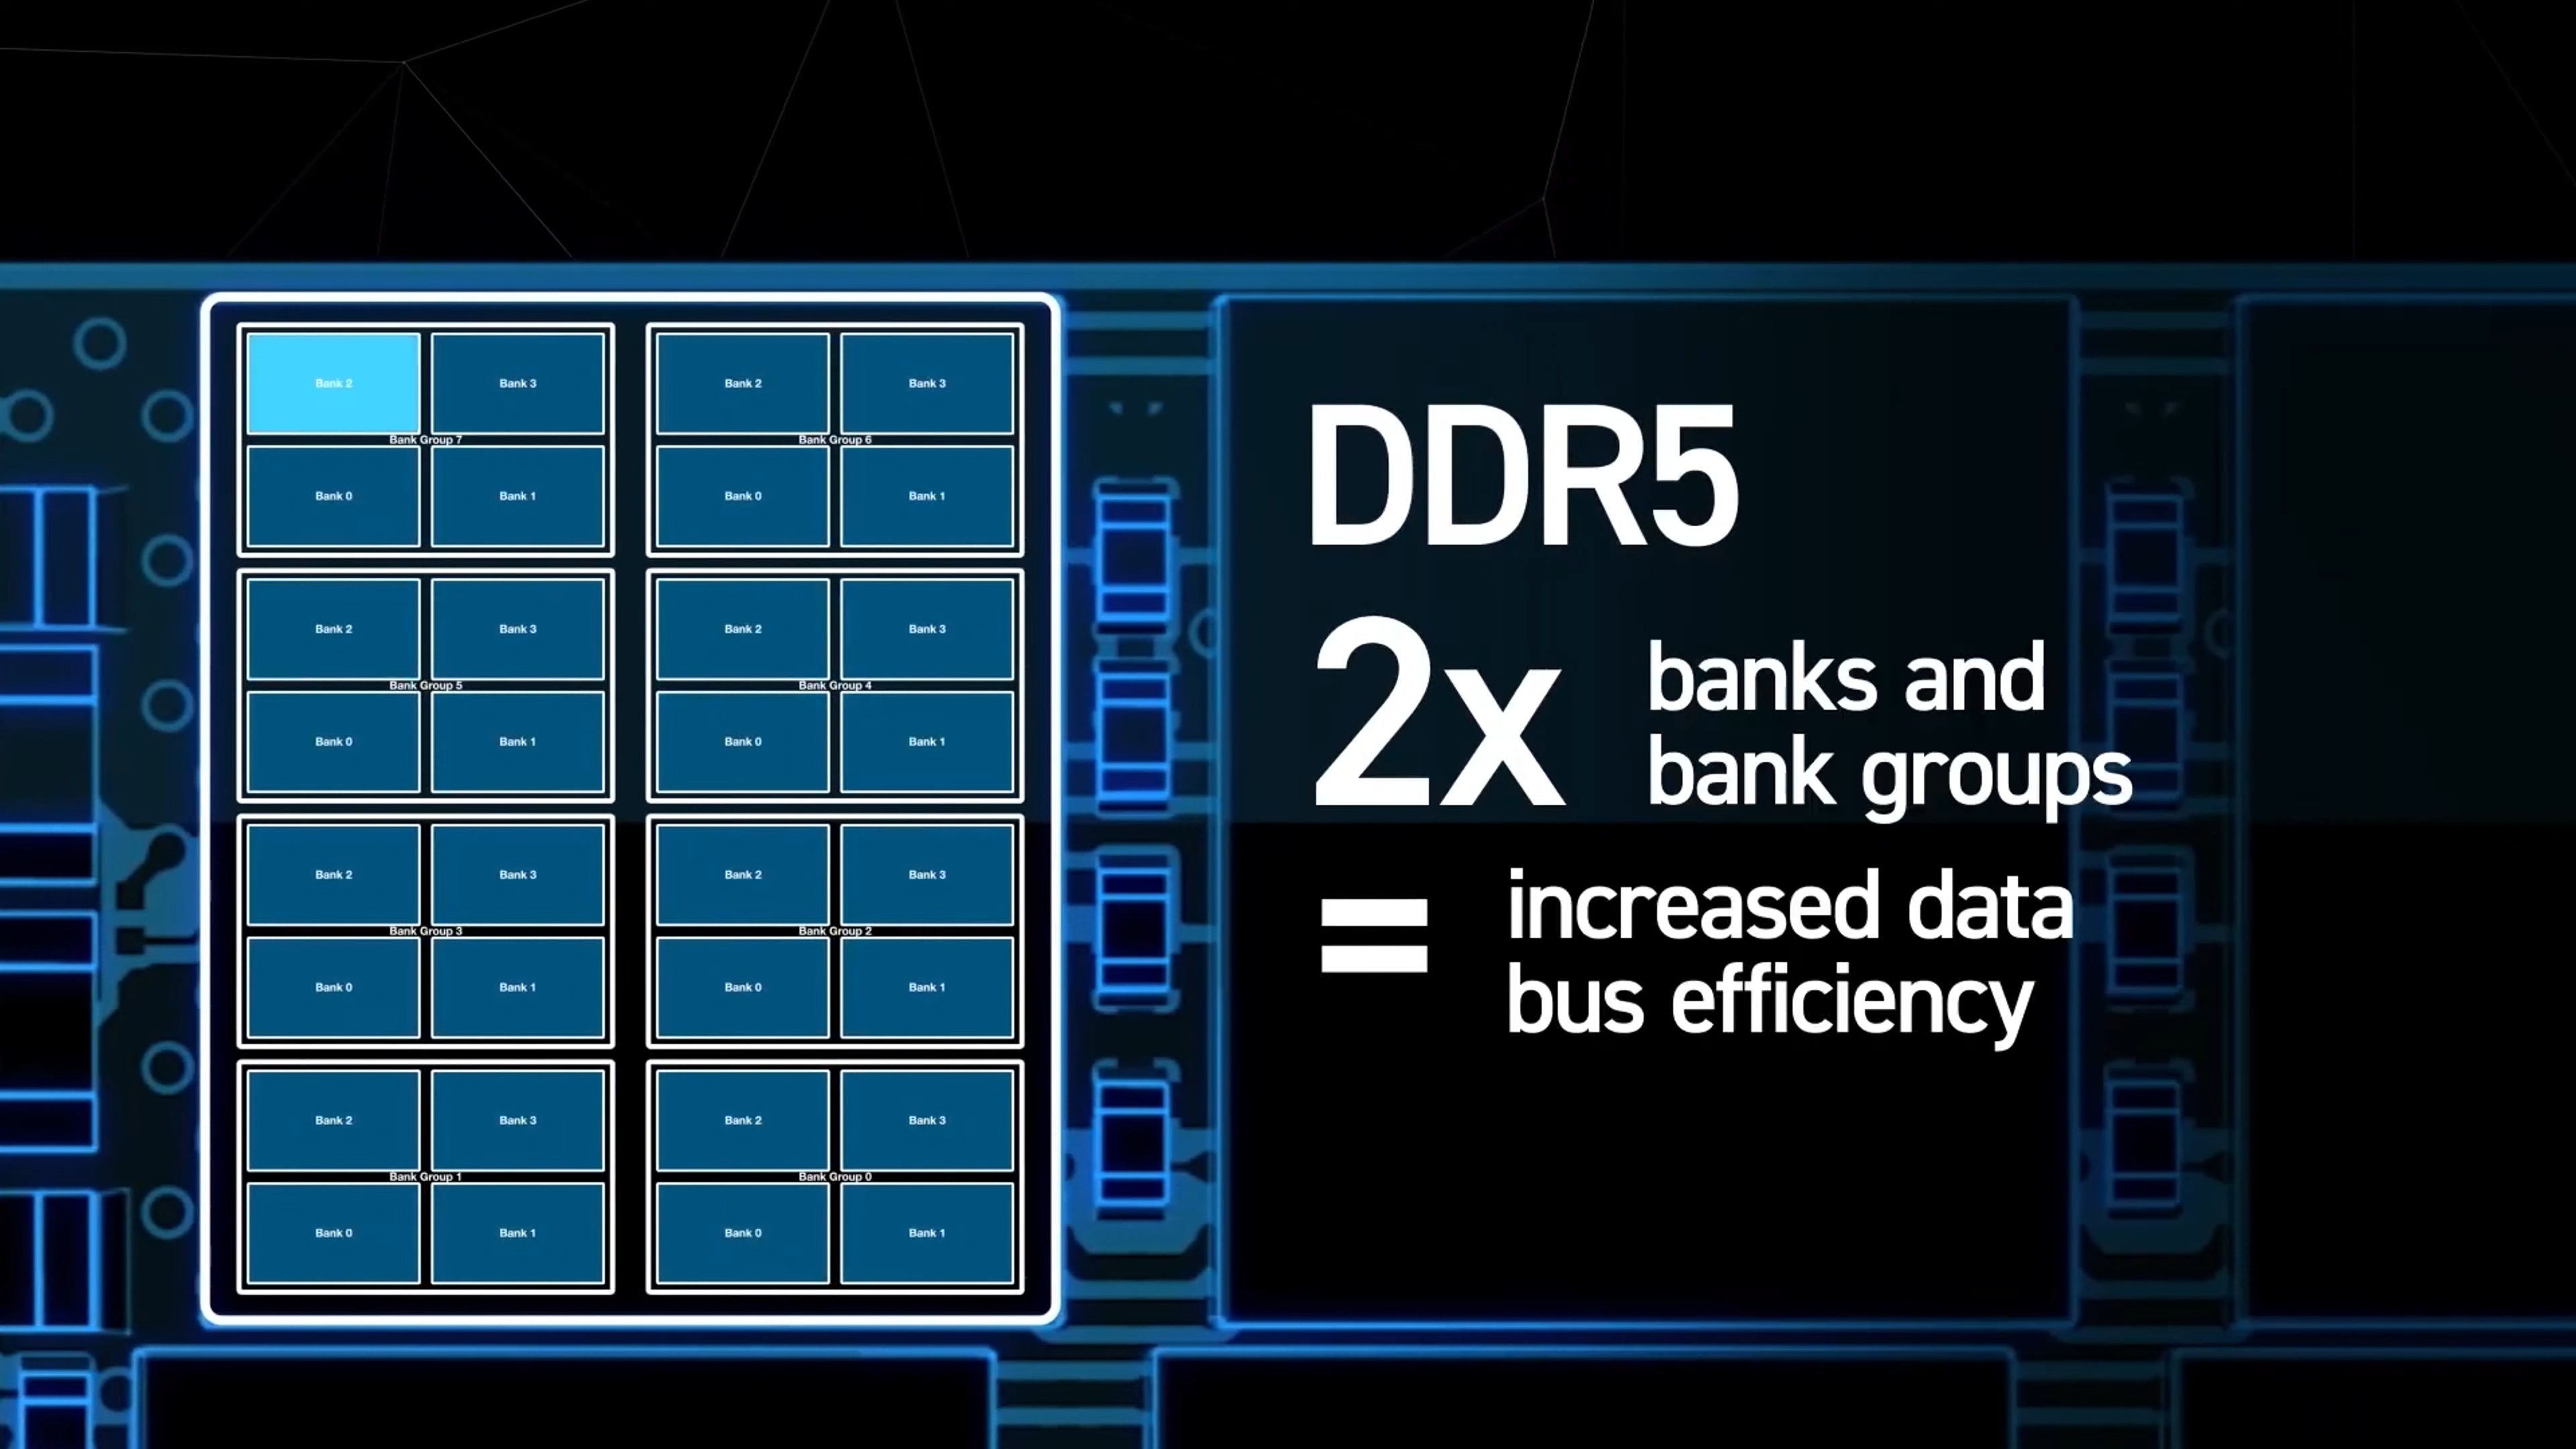 Bank 2 Bank 3
Bank Group 7
Bank 0 Bank 1
Bank 2 Bank 3
Bank Group 6
Bank 0 Bank 1
Bank 2 Bank 3
Bank Group 5
Bank 0 Bank 1
Bank 2 Bank 3
Bank Group 4
Bank 0 Bank 1
Bank 2 Bank 3
Bank Group 3
Bank 0 Bank 1
Bank 2 Bank 3
Bank Group 2
Bank 0 Bank 1
Bank 2 Bank 3
Bank Group 1
Bank 0 Bank 1
Bank 2 Bank 3
Bank Group 0
Bank 0 Bank 1
DDR5
2x banks and
bank groups
= increased data
bus efficiency